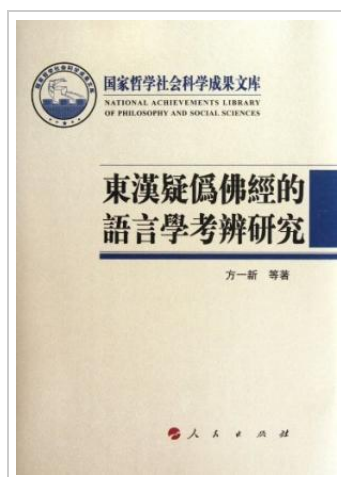 国家哲学社会科学成果文库
NATIONAL ACHIEVEMENTS LIBRARY
OF PHILOSOPHY AND SOCIAL SCIENCES
東漢疑僞佛經的
語言學考辨研究
方一新 等著
人民出版社